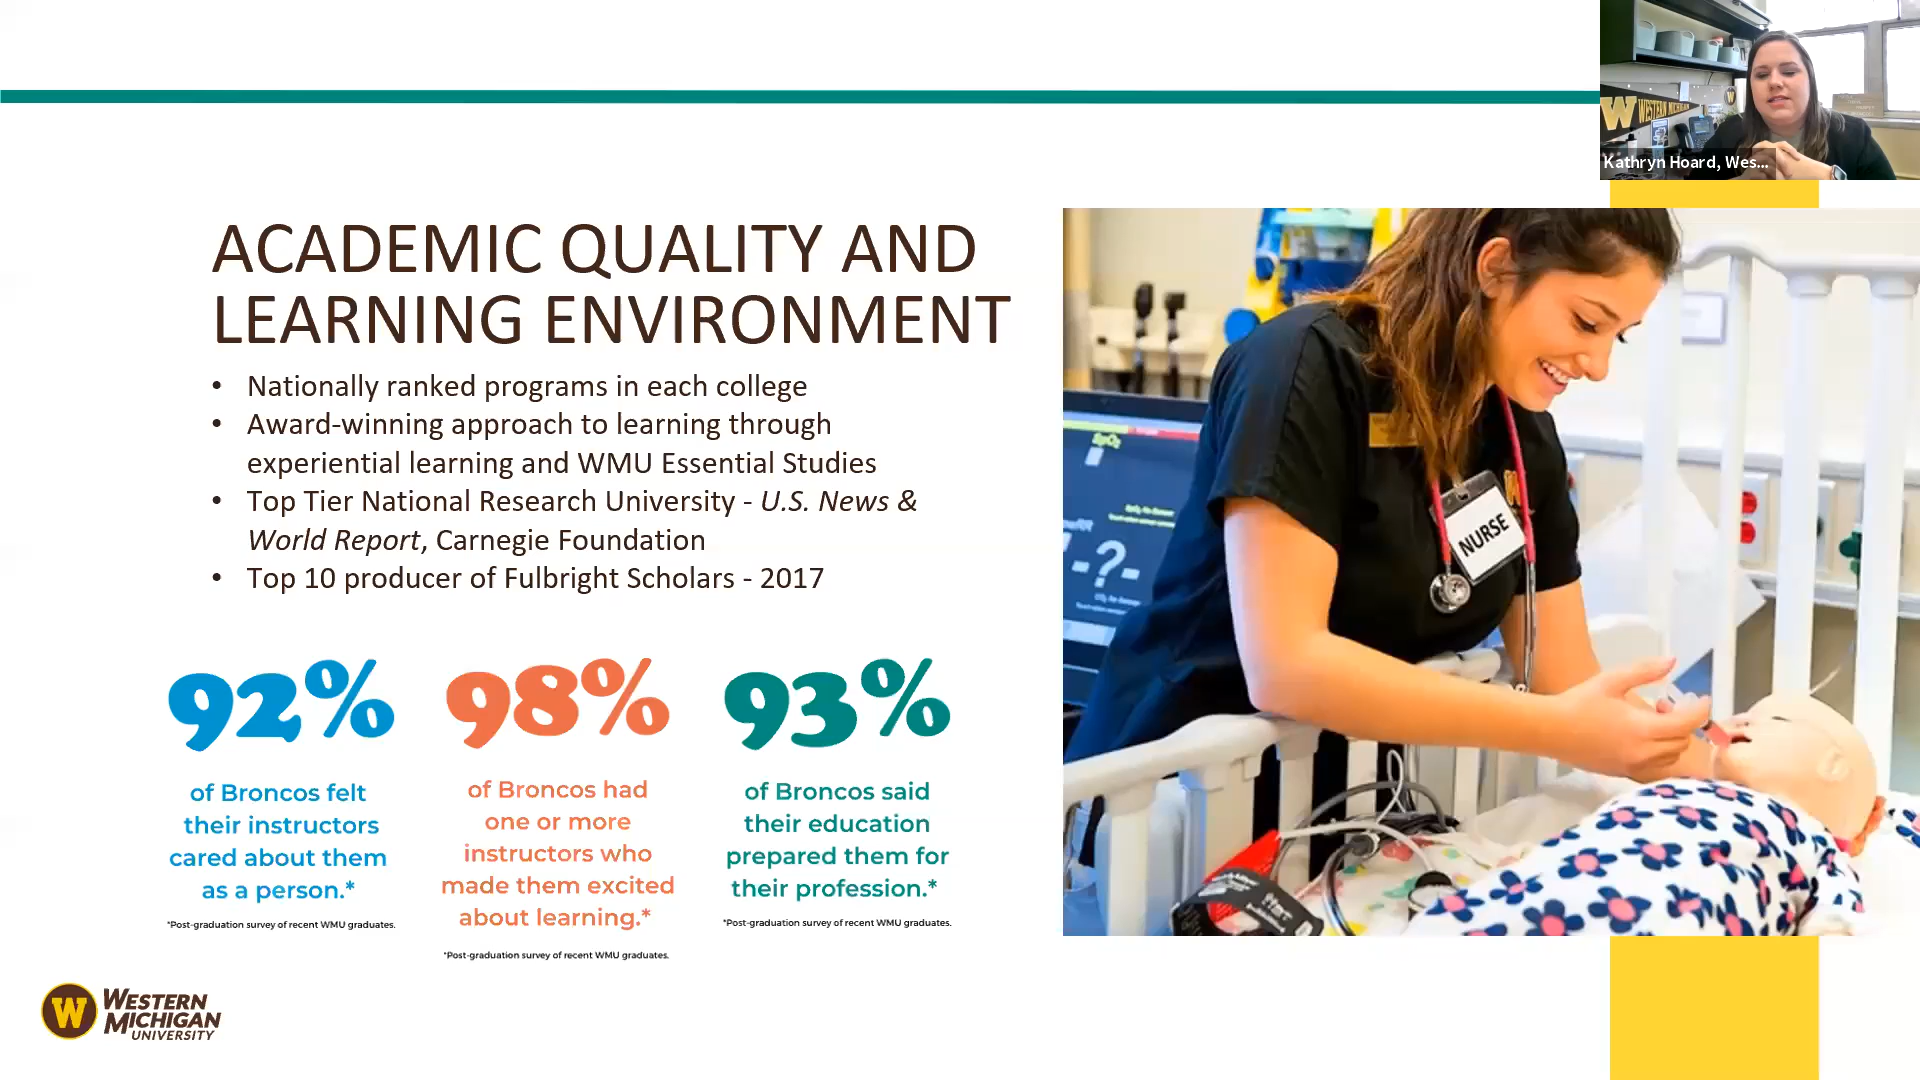 WESTERN MICHIGAN
Kathryn Hoard, Wes...
ACADEMIC QUALITY AND
LEARNING ENVIRONMENT
• Nationally ranked programs in each college
• Award-winning approach to learning through
experiential learning and WMU Essential Studies
• Top Tier National Research University - U.S. News &
World Report, Carnegie Foundation
• Top 10 producer of Fulbright Scholars - 2017
SpO2
-?-
NURSE
92%
of Broncos felt
their instructors
cared about them
as a person.*
*Post-graduation survey of recent WMU graduates.
98%
of Broncos had
one or more
instructors who
made them excited
about learning.*
*Post-graduation survey of recent WMU graduates.
93%
of Broncos said
their education
prepared them for
their profession.*
*Post-graduation survey of recent WMU graduates.
W
WESTERN
MICHIGAN
UNIVERSITY